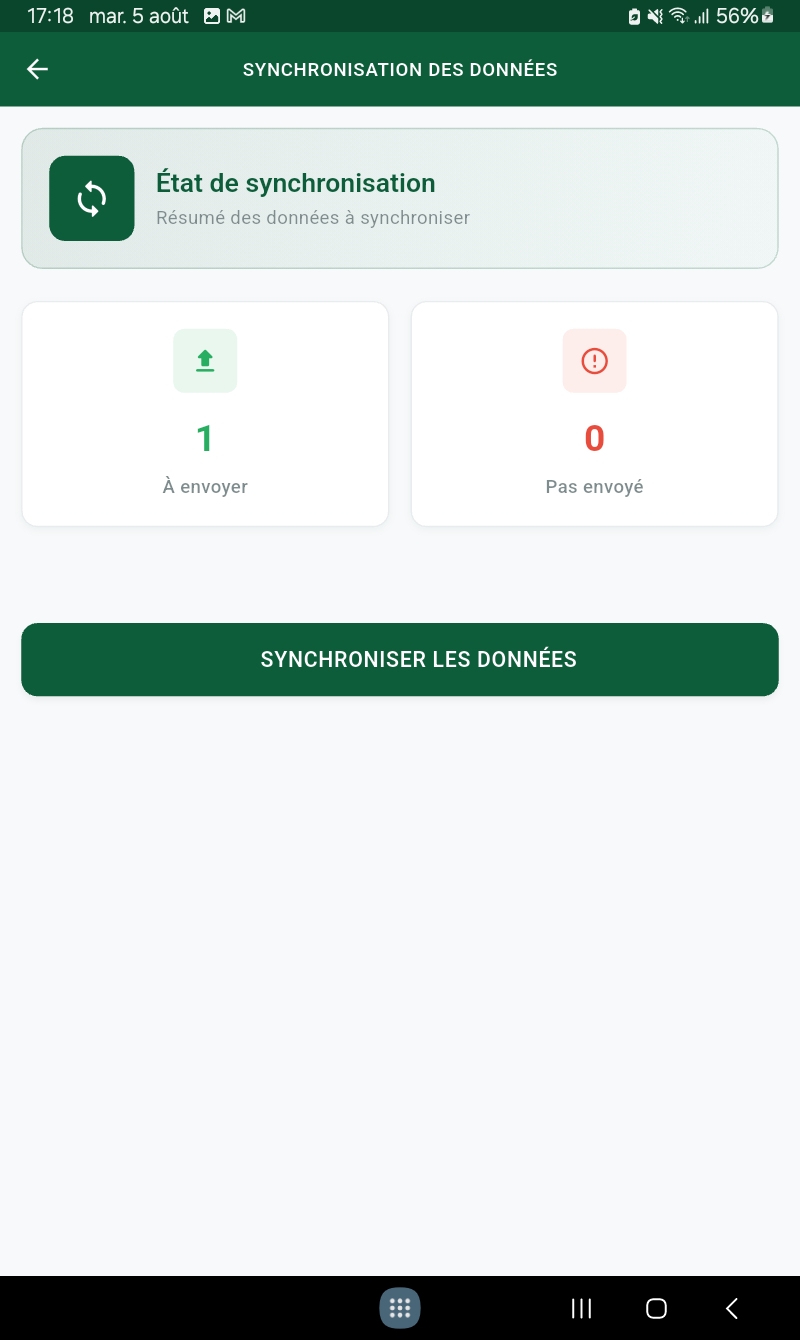 17:18 mar. 5 août 56%
SYNCHRONISATION DES DONNÉES
État de synchronisation
Résumé des données à synchroniser
1
À envoyer
0
Pas envoyé
SYNCHRONISER LES DONNÉES